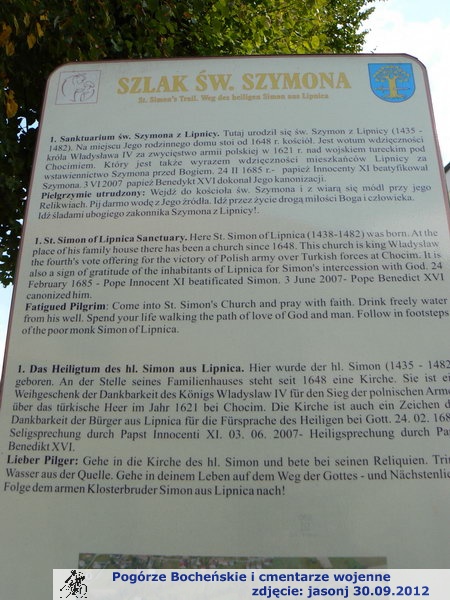 SZLAK ŚW. SZYMONA
St. Simon's Trail. Weg des heiligen Simon aus Lipnica
1. Sanktuarium św. Szymona z Lipnicy. Tutaj urodził się św. Szymon z Lipnicy (1435 -
1482). Na miejscu Jego rodzinnego domu stoi od 1648 r. kościół. Jest wotum wdzięczności
króla Władysława IV za zwycięstwo armii polskiej w 1621 r. nad wojskiem tureckim pod
Chocimiem. Który jest także wyrazem wdzięczności mieszkańców Lipnicy za
wstawiennictwo Szymona przed Bogiem. 24 II 1685 r.- papież Innocenty XI beatyfikował
Szymona. 3 VI 2007 papież Benedykt XVI dokonał Jego kanonizacji.
Pielgrzymie utrudzony: Wejdź do kościoła św. Szymona i z wiarą się módl przy jego
Relikwiach. Pij darmo wodę z Jego źródła. Idź przez życie drogą miłości Boga i człowieka.
Idź śladami ubogiego zakonnika Szymona z Lipnicy!.
1. St. Simon of Lipnica Sanctuary. Here St. Simon of Lipnica (1438-1482) was born. At the
place of his family house there has been a church since 1648. This church is king Wladyslaw
the fourth's vote offering for the victory of Polish army over Turkish forces at Chocim. It is
also a sign of gratitude of the inhabitants of Lipnica for Simon's intercession with God. 24
February 1685 - Pope Innocent XI beatificated Simon. 3 June 2007- Pope Benedict XVI
canonized him.
Fatigued Pilgrim: Come into St. Simon's Church and pray with faith. Drink freely water
from his well. Spend your life walking the path of love of God and man. Follow in footsteps
of the poor monk Simon of Lipnica.
1. Das Heiligtum des hl. Simon aus Lipnica. Hier wurde der hl. Simon (1435 - 1482
geboren. An der Stelle seines Familienhauses steht seit 1648 eine Kirche. Sie ist ei
Weihgeschenk der Dankbarkeit des Königs Wladyslaw IV für den Sieg der polnischen Arme
über das türkische Heer im Jahr 1621 bei Chocim. Die Kirche ist auch ein Zeichen d
Dankbarkeit der Bürger aus Lipnica für die Fürsprache des Heiligen bei Gott. 24. 02. 168
Seligsprechung durch Papst Innocenti XI. 03. 06. 2007- Heiligsprechung durch Pap
Benedikt XVI.
Lieber Pilger: Gehe in die Kirche des hl. Simon und bete bei seinen Reliquien. Trin
Wasser aus der Quelle. Gehe in deinem Leben auf dem Weg der Gottes - und Nächstenlie
Folge dem armen Klosterbruder Simon aus Lipnica nach!
Pogórze Bocheńskie i cmentarze wojenne
zdjęcie: jasonj 30.09.2012